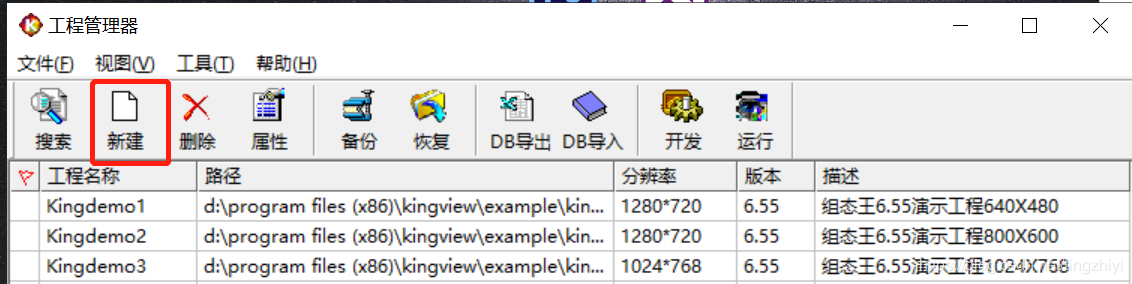 工程管理器
文件(F) 视图(V) 工具(T) 帮助(H)
搜索 新建 删除 属性 备份 恢复 DB导出 DB导入 开发 运行
工程名称 路径 分辨率 版本 描述
Kingdemo1 d:\program files (x86)\kingview\example\kin... 1280*720 6.55 组态王6.55演示工程640X480
Kingdemo2 d:\program files (x86)\kingview\example\kin... 1280*720 6.55 组态王6.55演示工程800X600
Kingdemo3 d:\program files (x86)\kingview\example\kin... 1024*768 6.55 组态王6.55演示工程1024X768